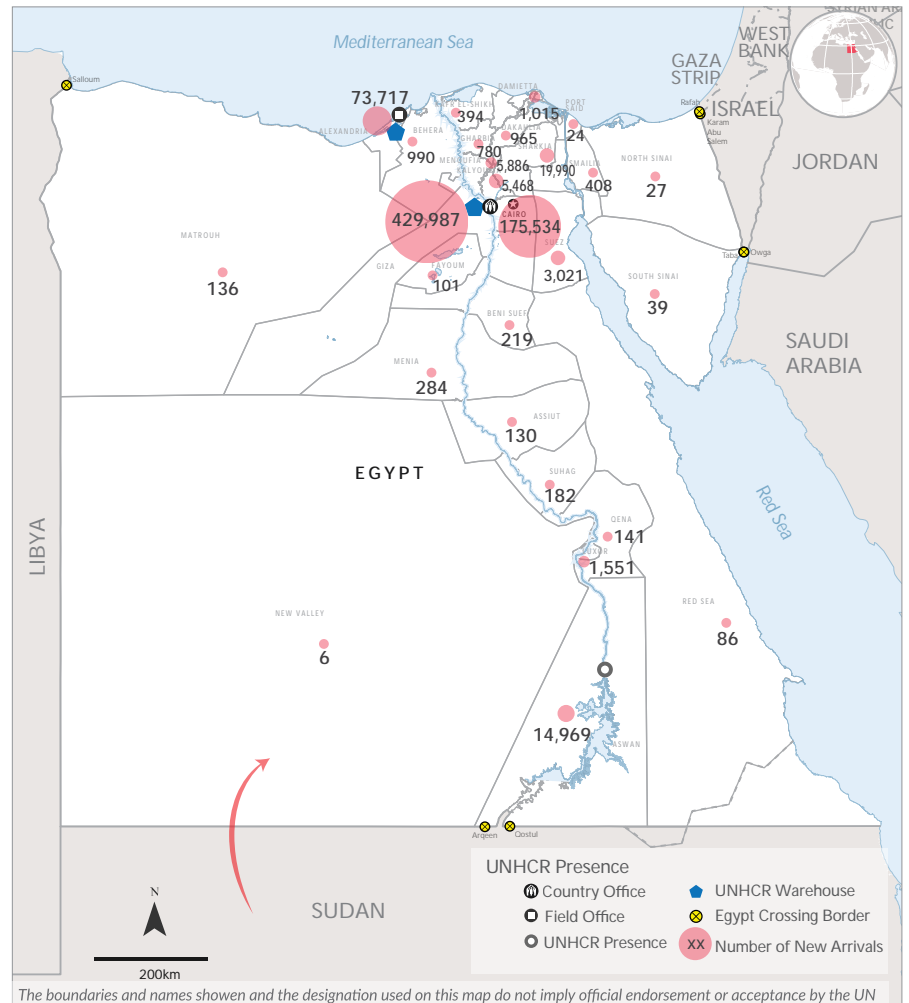 Mediterranean Sea
WEST
BANK
GAZA
STRIP
ISRAEL
JORDAN
SAUDI
ARABIA
Red Sea
LIBYA
SUDAN
EGYPT
Salloum
Rafah
Karam
Abu
Salem
Taba
Owga
Arqeen
Qostul
73,717
ALEXANDRIA
BEHERA
990
394
DAMIETTA
1,015
PORT
SAID
24
DAKAHLIA
965
GHARBIA
780
SHARKIA
19,990
MENOUFIA
5,886
5,468
408
NORTH SINAI
27
429,987
GIZA
CAIRO
175,534
SUEZ
3,021
MATROUH
136
FAYOUM
101
SOUTH SINAI
39
BENI SUEF
219
MENIA
284
ASSIUT
130
SUHAG
182
QENA
141
1,551
NEW VALLEY
6
RED SEA
86
14,969
ASWAN
N
200km
UNHCR Presence
Country Office
Field Office
UNHCR Presence
UNHCR Warehouse
Egypt Crossing Border
XX
Number of New Arrivals
The boundaries and names showen and the designation used on this map do not imply official endorsement or acceptance by the UN